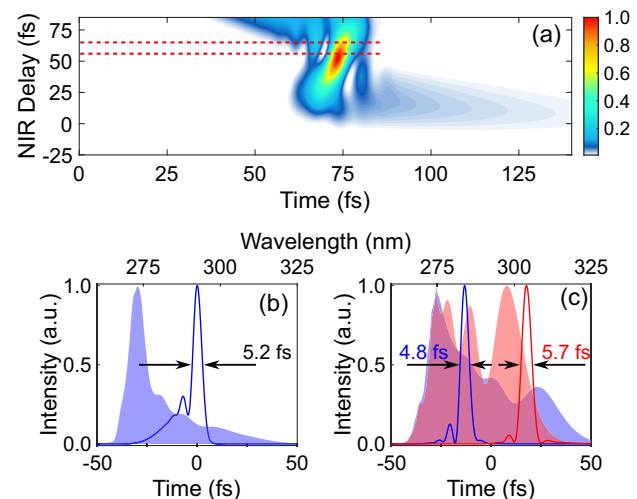 (a)
NIR Delay (fs)
75
50
25
0
-25
0
25
50
75
100
125
Time (fs)
1.0
0.8
0.6
0.4
0.2
Wavelength (nm)
275
300
325
275
300
325
Intensity (a.u.)
1.0
0.5
0.0
(b)
5.2 fs
-50
0
50
Time (fs)
Intensity (a.u.)
1.0
0.5
0.0
(c)
4.8 fs
5.7 fs
-50
0
50
Time (fs)